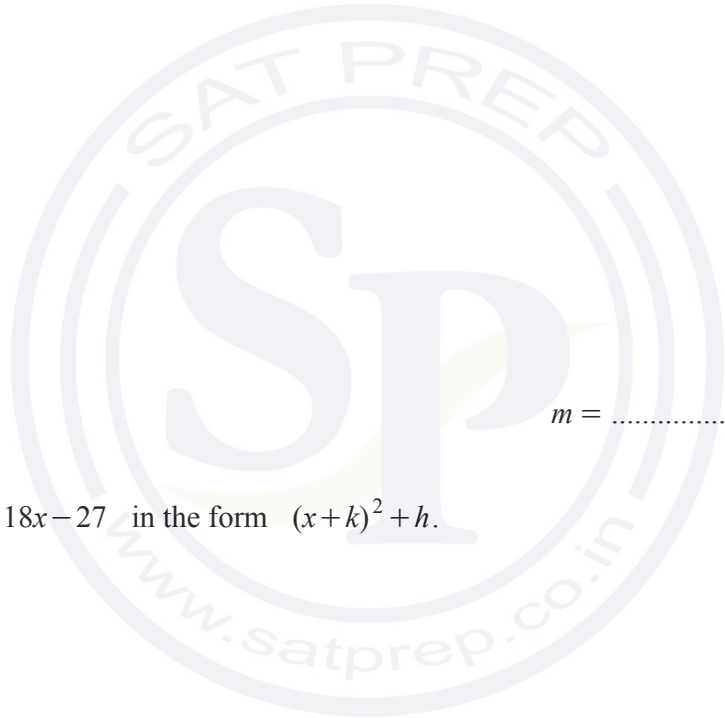 SAT PREP
SP
m = ...............
18x−27 in the form (x+k)² +h.
www.satprep.co.in